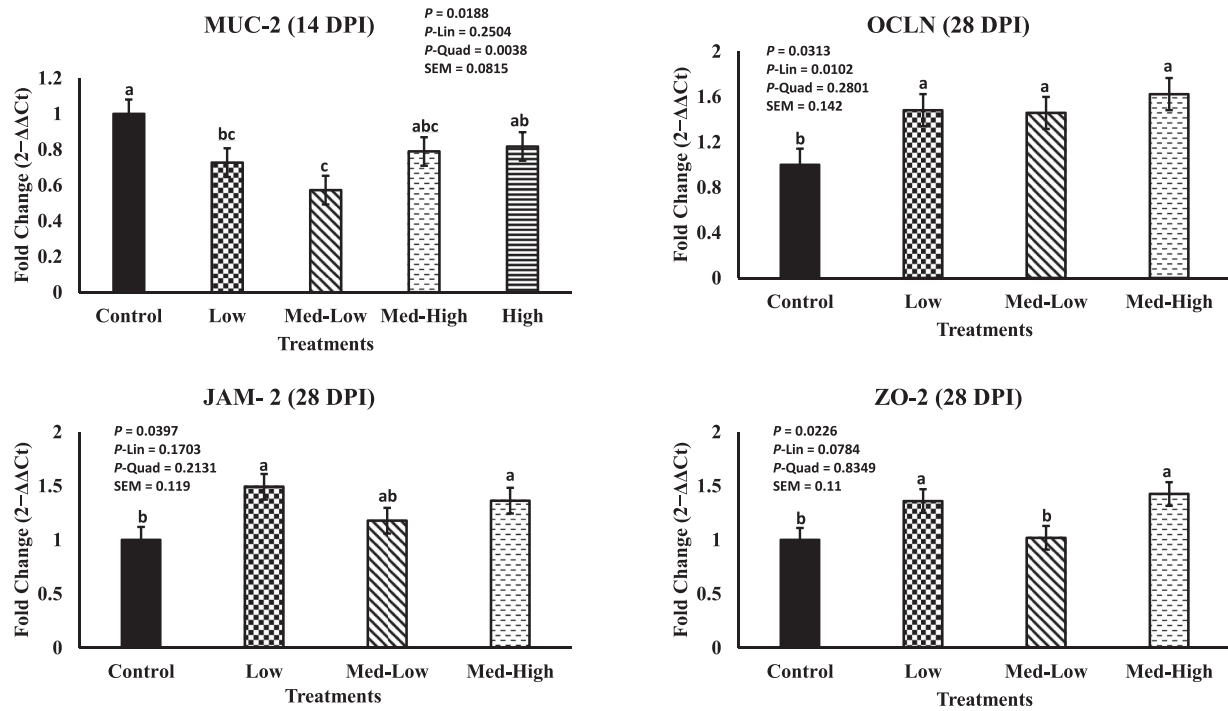 MUC-2 (14 DPI)
P = 0.0188
P-Lin = 0.2504
P-Quad = 0.0038
SEM = 0.0815
Fold Change (2−ΔΔCt)
1.2
1
0.8
0.6
0.4
0.2
0
a
bc
c
abc
ab
Control Low Med-Low Med-High High
Treatments
OCLN (28 DPI)
P = 0.0313
P-Lin = 0.0102
P-Quad = 0.2801
SEM = 0.142
Fold Change (2−ΔΔCt)
2
1.6
1.2
0.8
0.4
0
b
a
a
a
Control Low Med-Low Med-High
Treatments
JAM- 2 (28 DPI)
P = 0.0397
P-Lin = 0.1703
P-Quad = 0.2131
SEM = 0.119
Fold Change (2−ΔΔCt)
2
1.5
1
0.5
0
b
a
ab
a
Control Low Med-Low Med-High
Treatments
ZO-2 (28 DPI)
P = 0.0226
P-Lin = 0.0784
P-Quad = 0.8349
SEM = 0.11
Fold Change (2−ΔΔCt)
2
1.5
1
0.5
0
b
a
b
a
Control Low Med-Low Med-High
Treatments